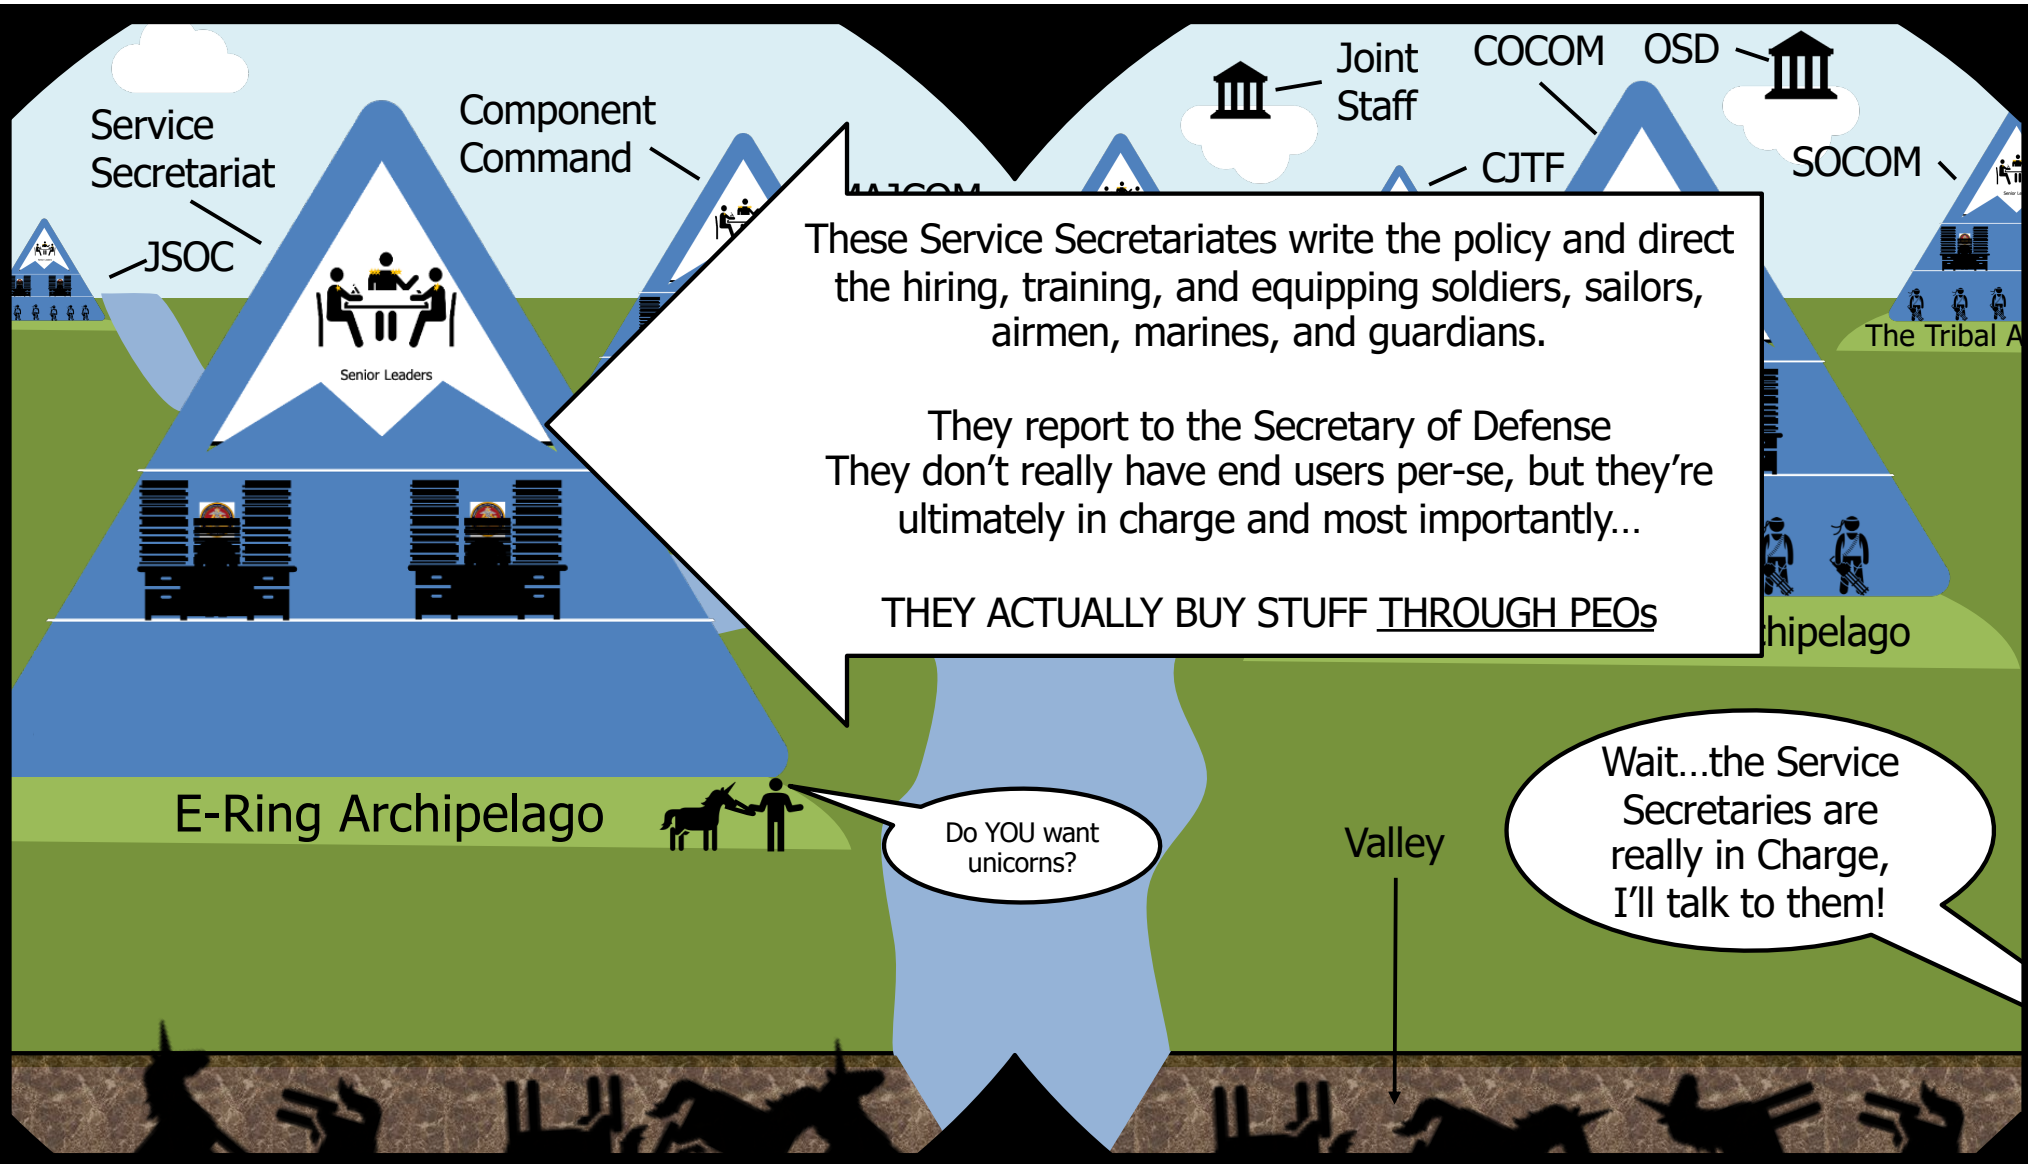 Service
Secretariat
JSOC
Component
Command
MAJCOM
Joint
Staff
COCOM
OSD
CJTF
SOCOM
Senior Leaders
These Service Secretariates write the policy and direct
the hiring, training, and equipping soldiers, sailors,
airmen, marines, and guardians.
They report to the Secretary of Defense
They don’t really have end users per-se, but they’re
ultimately in charge and most importantly…
THEY ACTUALLY BUY STUFF THROUGH PEOs
The Tribal A
chipelago
E-Ring Archipelago
Do YOU want
unicorns?
Valley
Wait…the Service
Secretaries are
really in Charge,
I’ll talk to them!